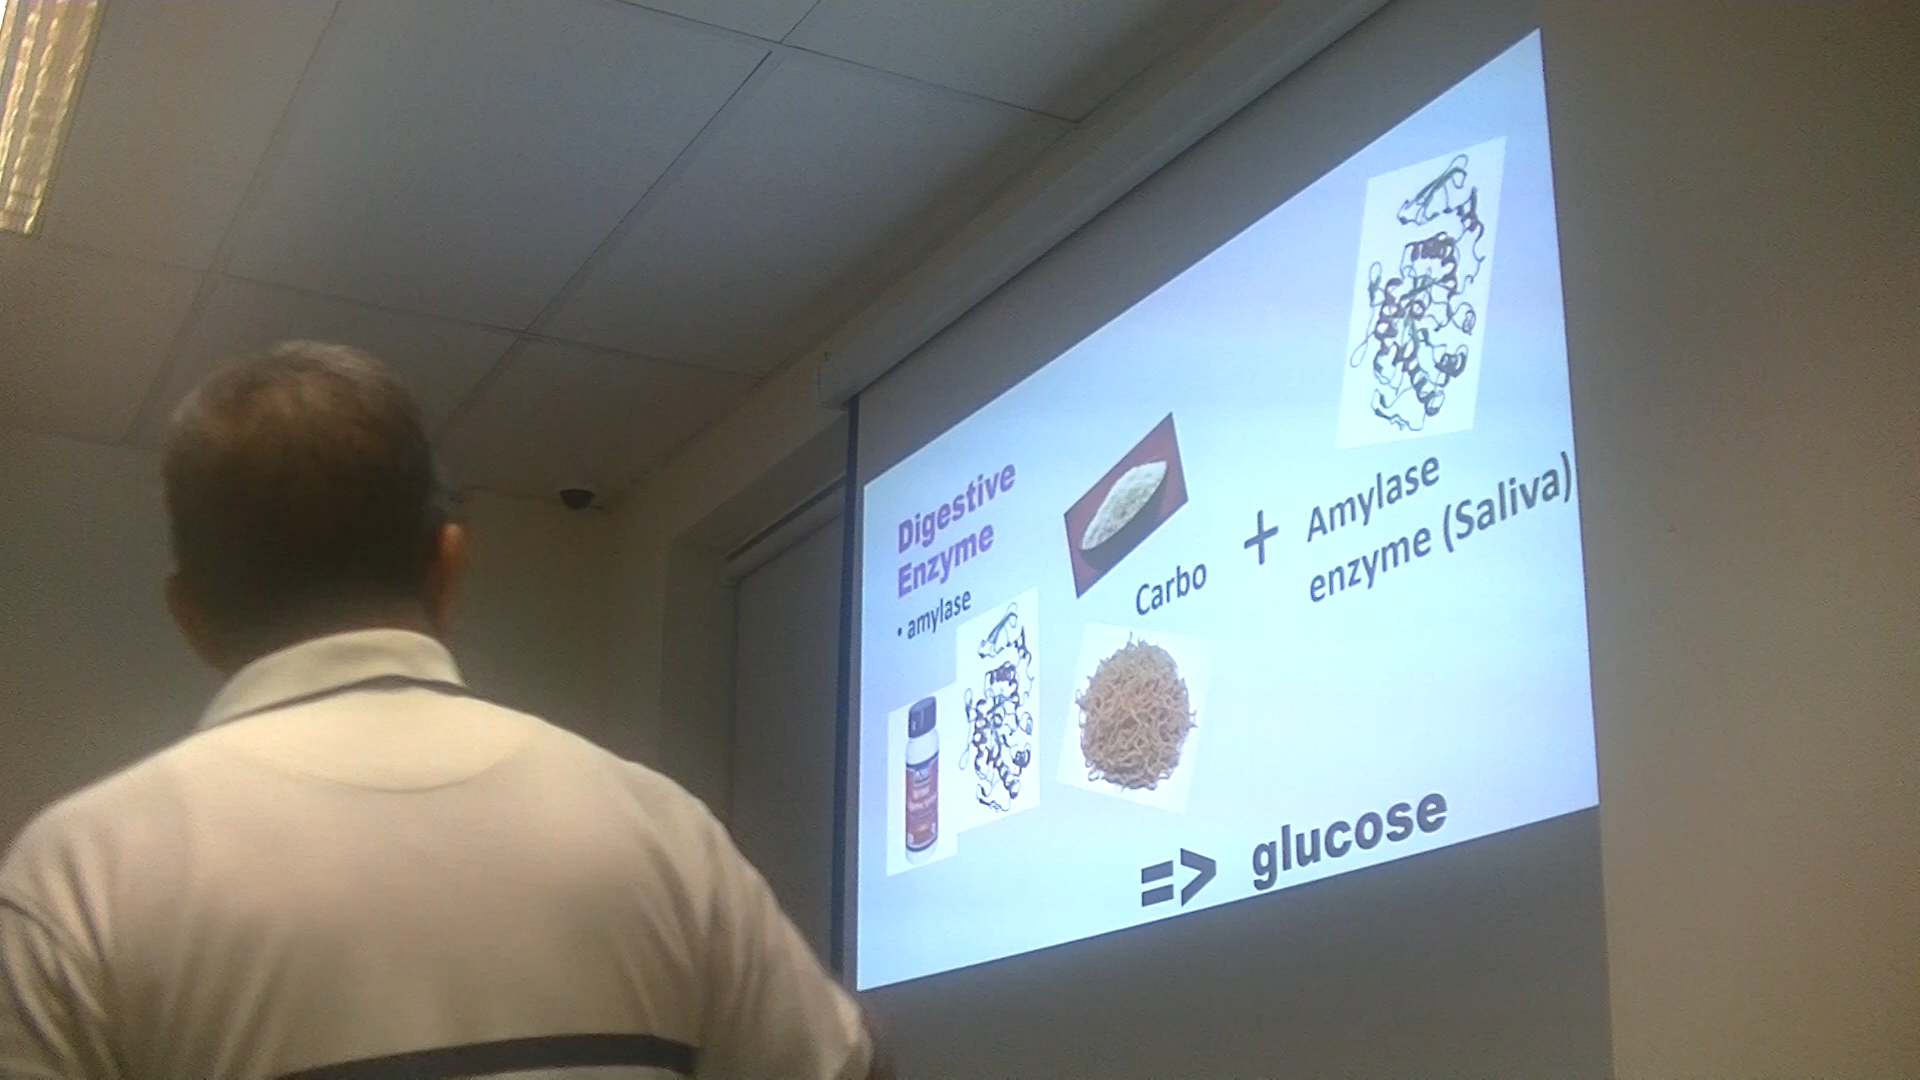 Digestive
Enzyme
• amylase
Carbo
+
Amylase
enzyme (Saliva)
=> glucose